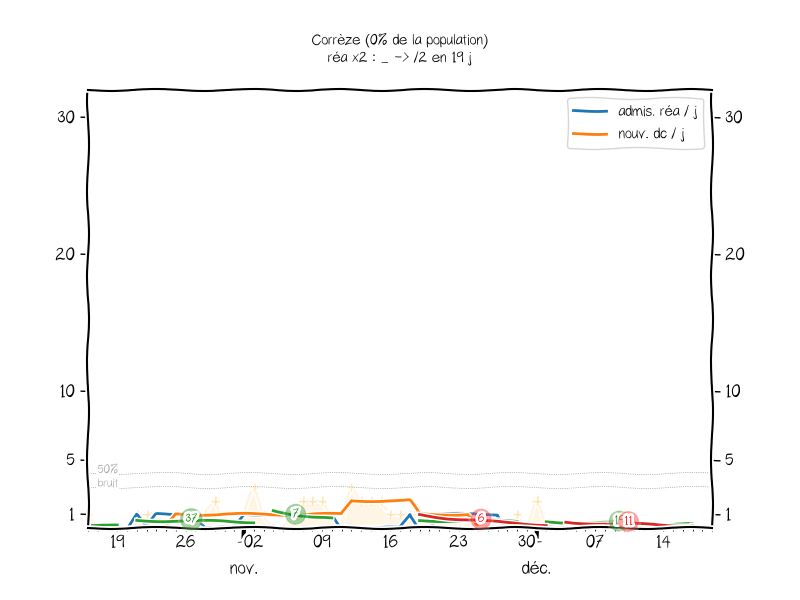 Corrèze (0% de la population)
réa x2 : _ -> /2 en 19 j
admis. réa / j
nouv. dc / j
30 30
20 20
10 10
5 5
50%
bruit
1 1
37 7 6 11
19 26 02 09 16 23 30 07 14
nov. déc.